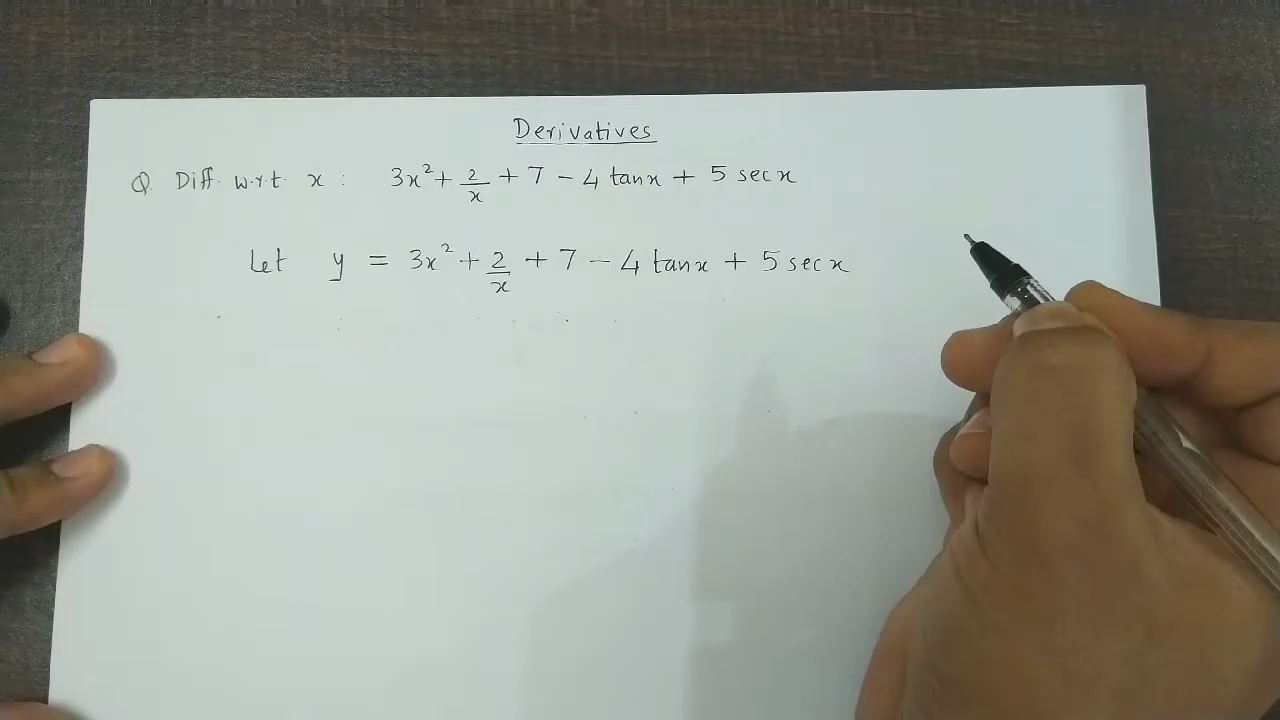 Derivatives
Q. Diff. w.r.t. x : 3x² + 2/x + 7 - 4 tanx + 5 secx
Let y = 3x² + 2/x + 7 - 4 tanx + 5 secx